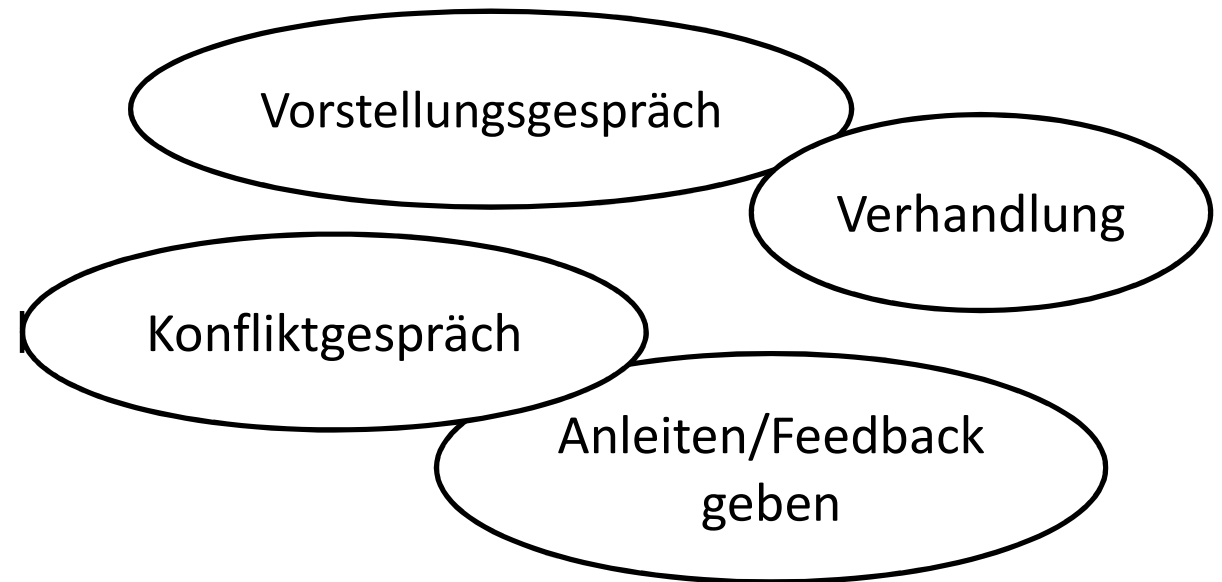 Vorstellungsgespräch
Verhandlung
Konfliktgespräch
Anleiten/Feedback
geben